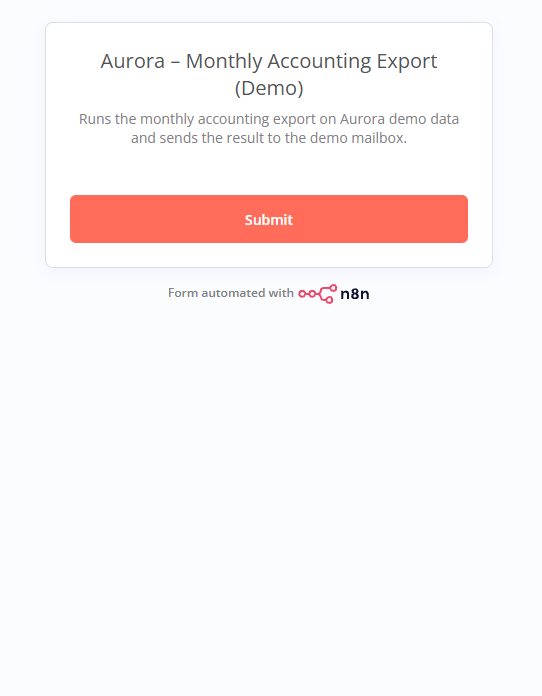 Aurora – Monthly Accounting Export
(Demo)
Runs the monthly accounting export on Aurora demo data
and sends the result to the demo mailbox.
Submit
Form automated with n8n